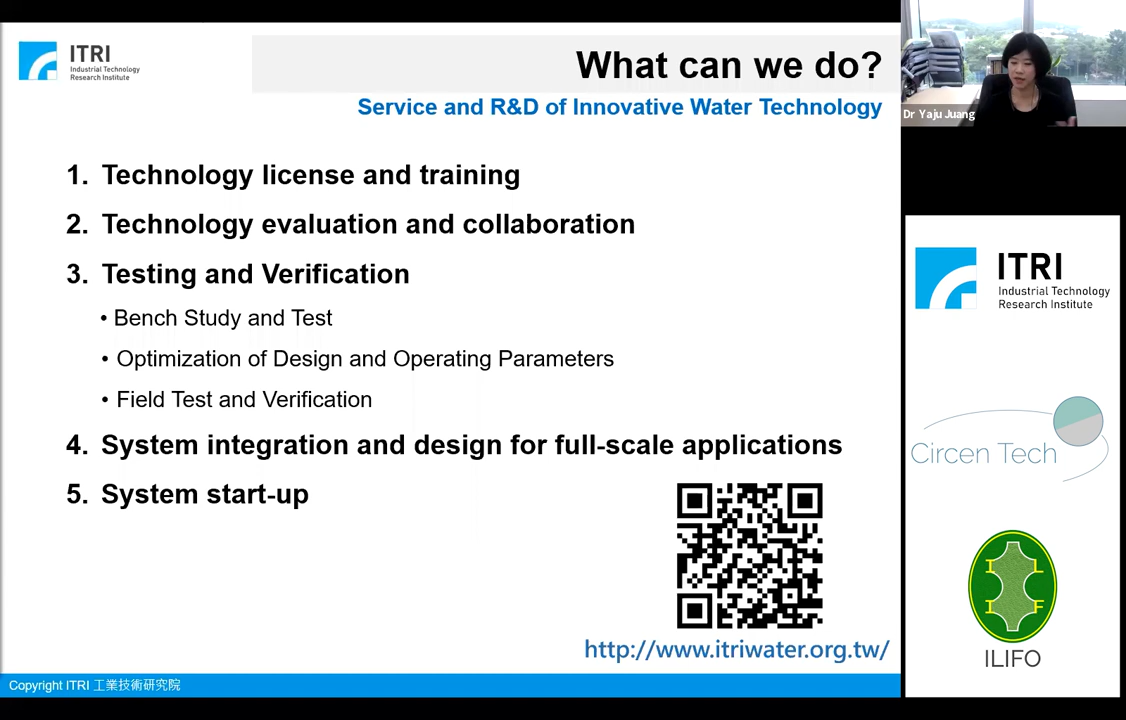 ITRI
Industrial Technology
Research Institute
What can we do?
Service and R&D of Innovative Water Technology
Dr Yaju Juang
1. Technology license and training
2. Technology evaluation and collaboration
3. Testing and Verification
• Bench Study and Test
• Optimization of Design and Operating Parameters
• Field Test and Verification
4. System integration and design for full-scale applications
5. System start-up
http://www.itriwater.org.tw/
Copyright ITRI 工業技術研究院
ITRI
Industrial Technology
Research Institute
Circen Tech
I L
I F
ILIFO